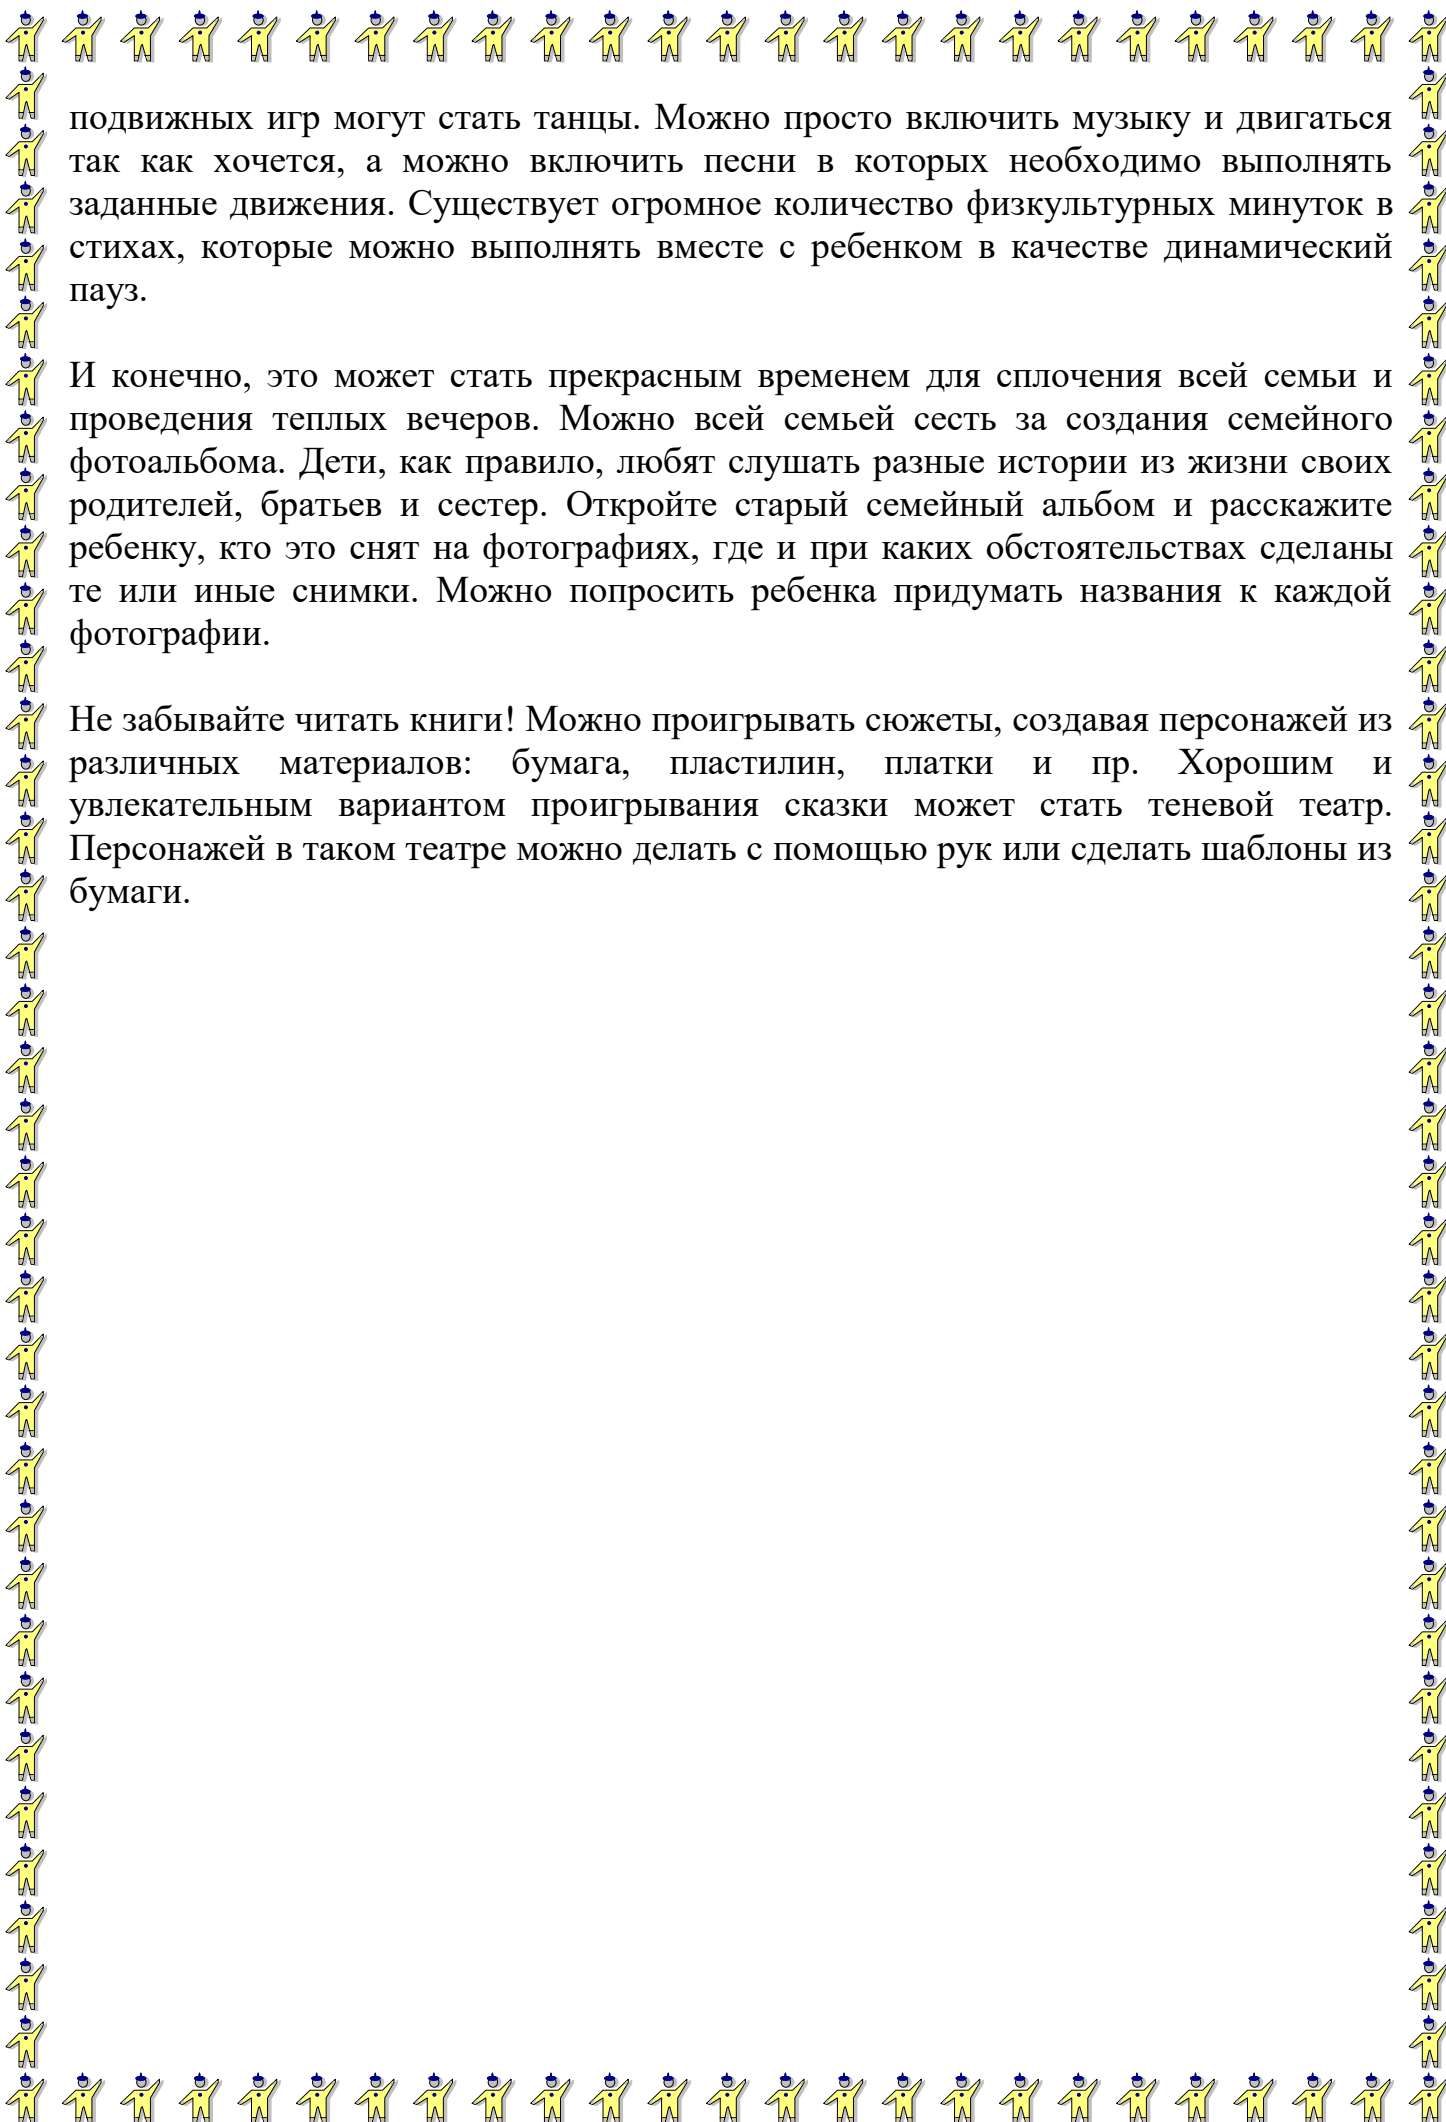 подвижных игр могут стать танцы. Можно просто включить музыку и двигаться
так как хочется, а можно включить песни в которых необходимо выполнять
заданные движения. Существует огромное количество физкультурных минуток в
стихах, которые можно выполнять вместе с ребенком в качестве динамический
пауз.
И конечно, это может стать прекрасным временем для сплочения всей семьи и
проведения теплых вечеров. Можно всей семьей сесть за создания семейного
фотоальбома. Дети, как правило, любят слушать разные истории из жизни своих
родителей, братьев и сестер. Откройте старый семейный альбом и расскажите
ребенку, кто это снят на фотографиях, где и при каких обстоятельствах сделаны
те или иные снимки. Можно попросить ребенка придумать названия к каждой
фотографии.
Не забывайте читать книги! Можно проигрывать сюжеты, создавая персонажей из
различных материалов: бумага, пластилин, платки и пр. Хорошим и
увлекательным вариантом проигрывания сказки может стать теневой театр.
Персонажей в таком театре можно делать с помощью рук или сделать шаблоны из
бумаги.